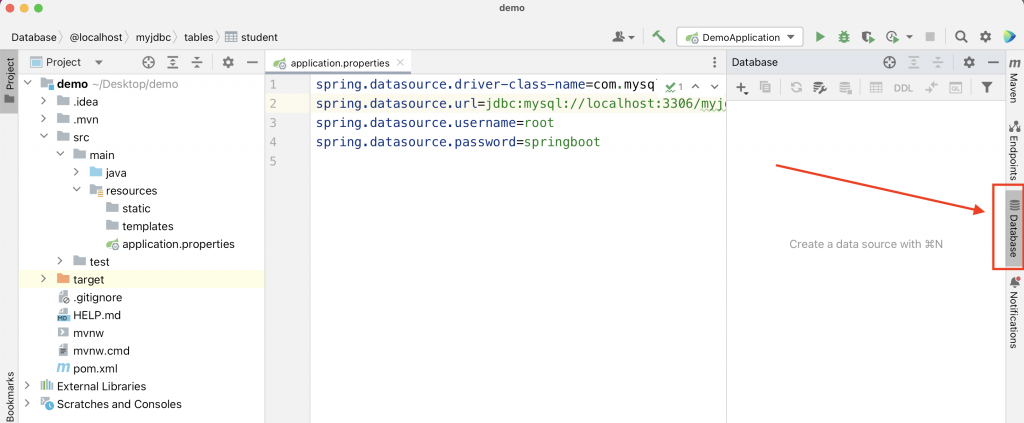 demo
Database
@localhost
myjdbc
tables
student
DemoApplication
Project
Bookmarks
Project
demo ~/Desktop/demo
.idea
.mvn
src
main
java
resources
static
templates
application.properties
test
target
.gitignore
HELP.md
mvnw
mvnw.cmd
pom.xml
External Libraries
Scratches and Consoles
application.properties
1 spring.datasource.driver-class-name=com.mysq
1
2 spring.datasource.url=jdbc:mysql://localhost:3306/myj
3 spring.datasource.username=root
4 spring.datasource.password=springboot
5
Database
DDL
QL
Create a data source with ⌘N
m
Maven
Endpoints
Database
Notifications